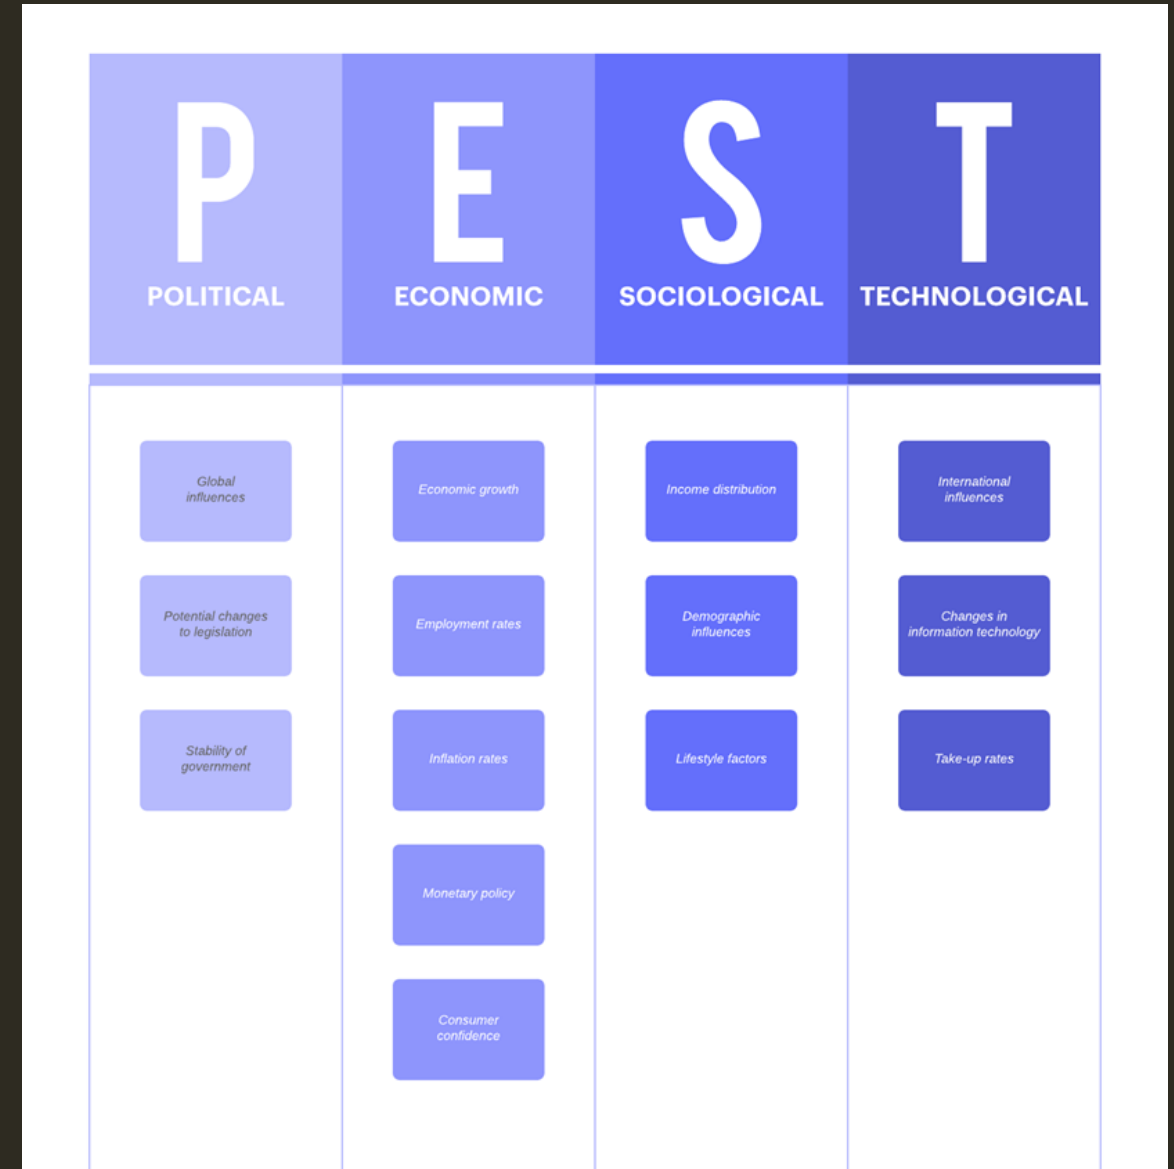 P
POLITICAL
E
ECONOMIC
S
SOCIOLOGICAL
T
TECHNOLOGICAL
Global
influences
Potential changes
to legislation
Stability of
government
Economic growth
Employment rates
Inflation rates
Monetary policy
Consumer
confidence
Income distribution
Demographic
influences
Lifestyle factors
International
influences
Changes in
information technology
Take-up rates